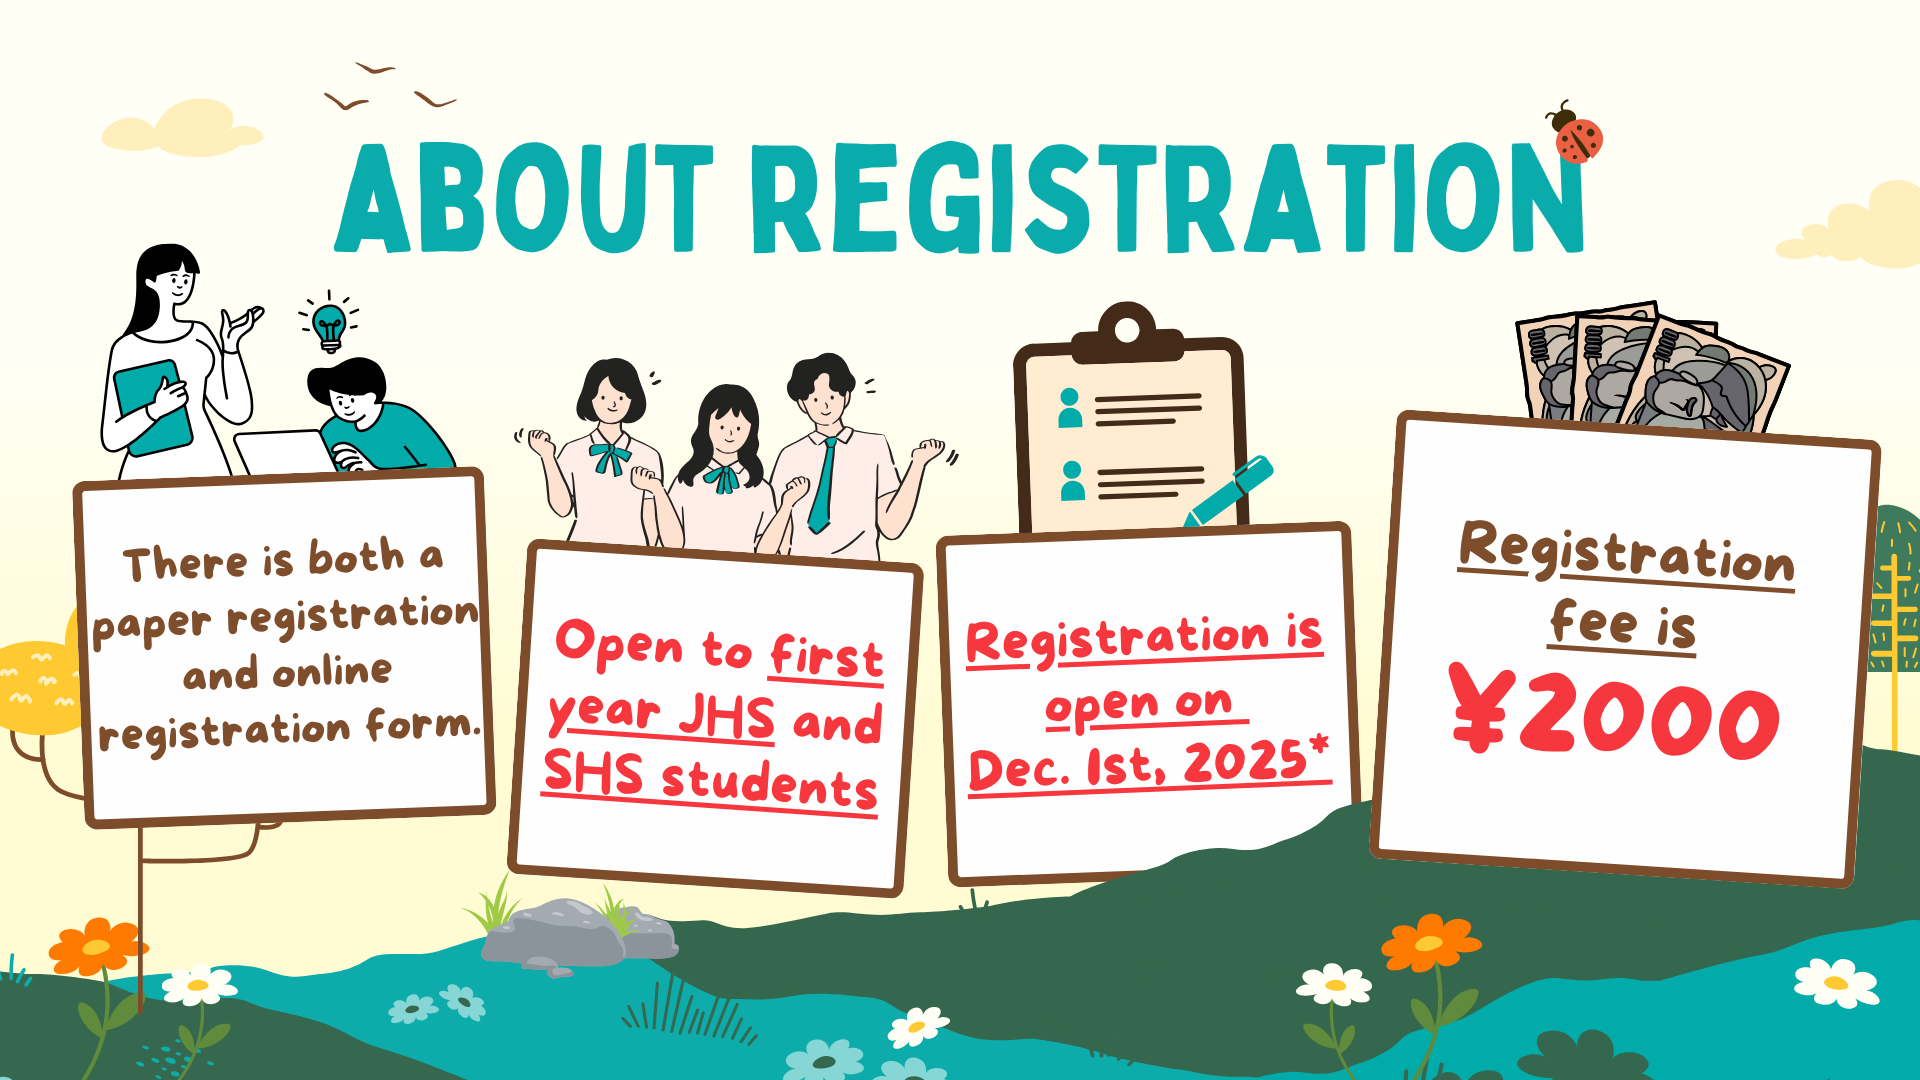 ABOUT REGISTRATION
There is both a
paper registration
and online
registration form.
Open to first
year JHS and
SHS students
Registration is
open on
Dec. 1st, 2025*
Registration
fee is
¥2000